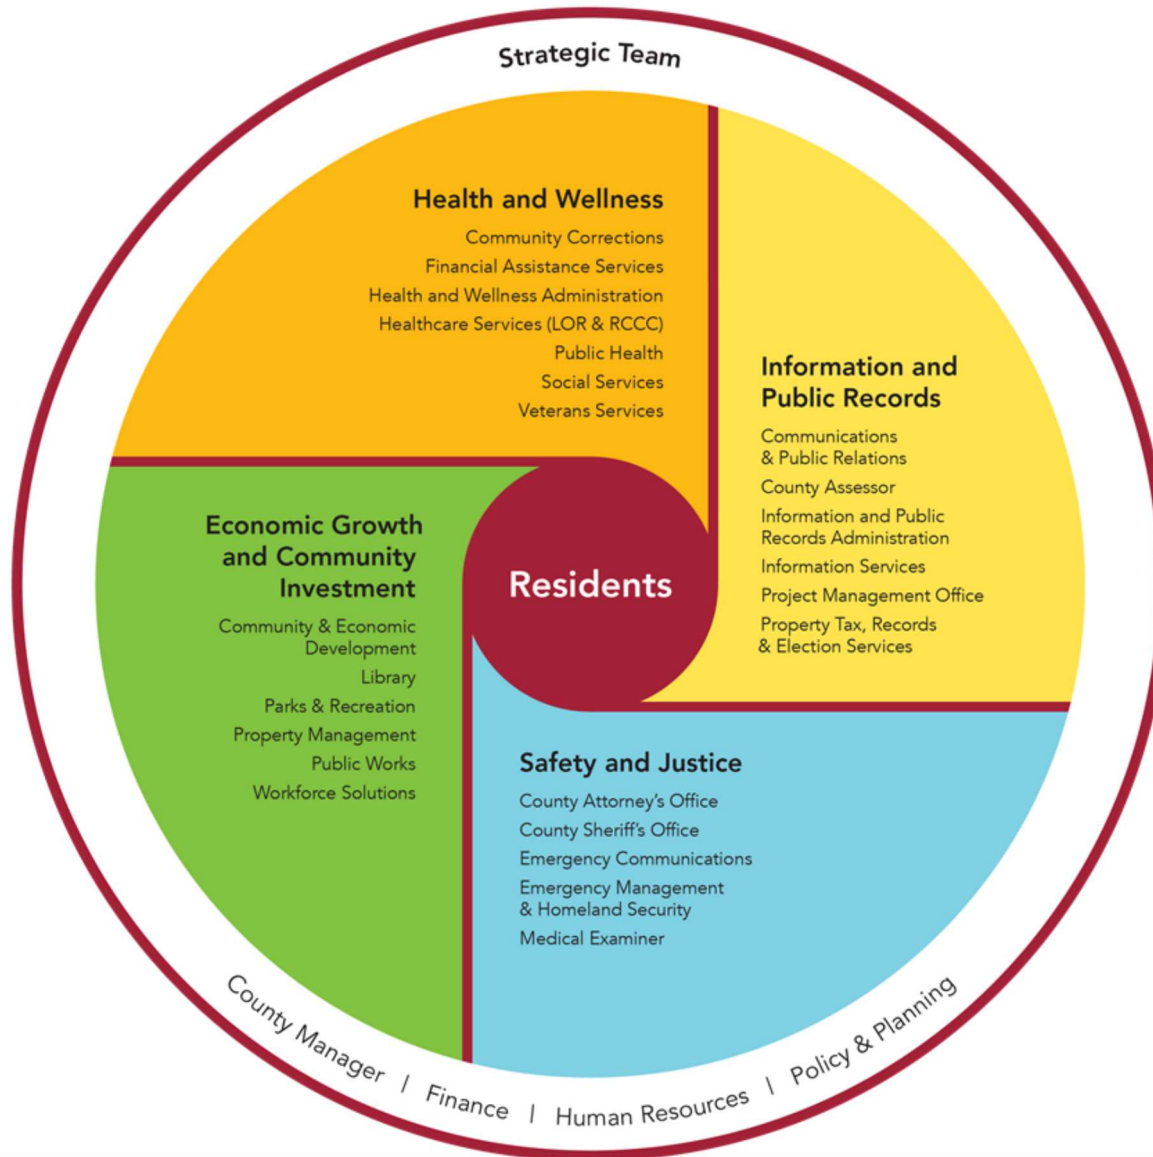 Strategic Team
Health and Wellness
Community Corrections
Financial Assistance Services
Health and Wellness Administration
Healthcare Services (LOR & RCCC)
Public Health
Social Services
Veterans Services
Information and
Public Records
Communications
& Public Relations
County Assessor
Information and Public
Records Administration
Information Services
Project Management Office
Property Tax, Records
& Election Services
Economic Growth
and Community
Investment
Community & Economic
Development
Library
Parks & Recreation
Property Management
Public Works
Workforce Solutions
Residents
Safety and Justice
County Attorney’s Office
County Sheriff’s Office
Emergency Communications
Emergency Management
& Homeland Security
Medical Examiner
County Manager | Finance | Human Resources | Policy & Planning